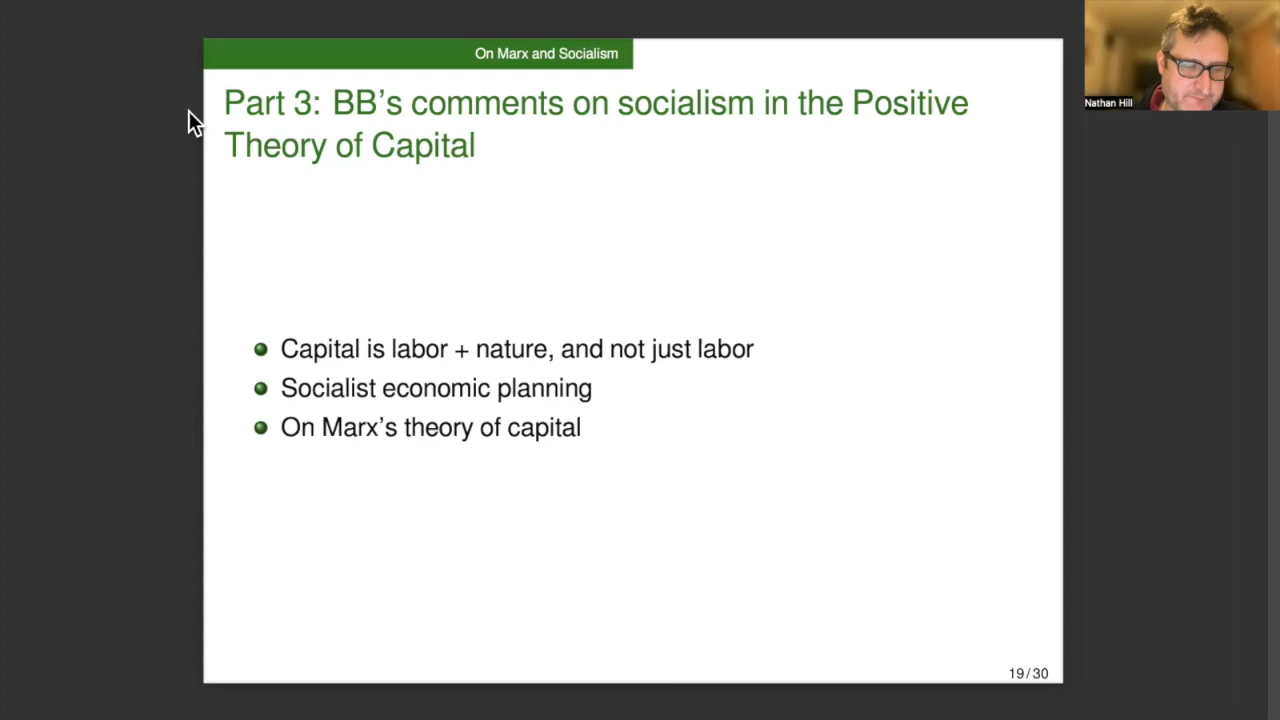 On Marx and Socialism
Part 3: BB's comments on socialism in the Positive
Theory of Capital
Nathan Hill
Capital is labor + nature, and not just labor
Socialist economic planning
On Marx's theory of capital
19/30